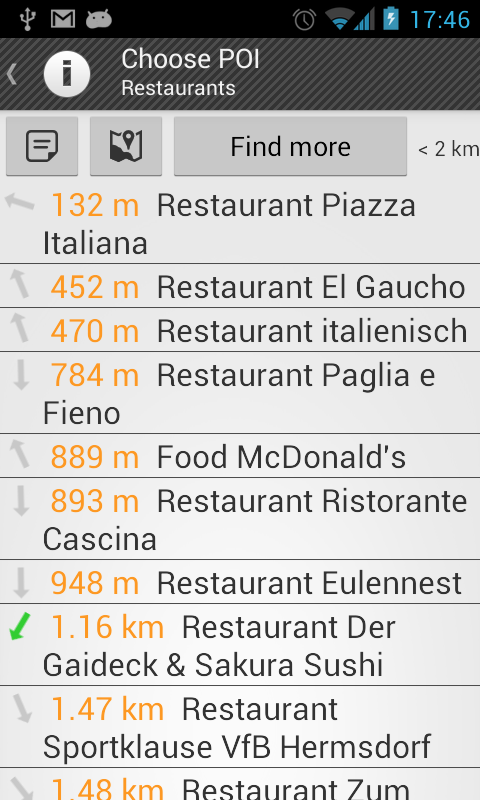 17:46
Choose POI
Restaurants
Find more
< 2 km
132 m Restaurant Piazza
Italiana
452 m Restaurant El Gaucho
470 m Restaurant italienisch
784 m Restaurant Paglia e
Fieno
889 m Food McDonald's
893 m Restaurant Ristorante
Cascina
948 m Restaurant Eulennest
1.16 km Restaurant Der
Gaideck & Sakura Sushi
1.47 km Restaurant
Sportklause VfB Hermsdorf
1.48 km Restaurant Zum